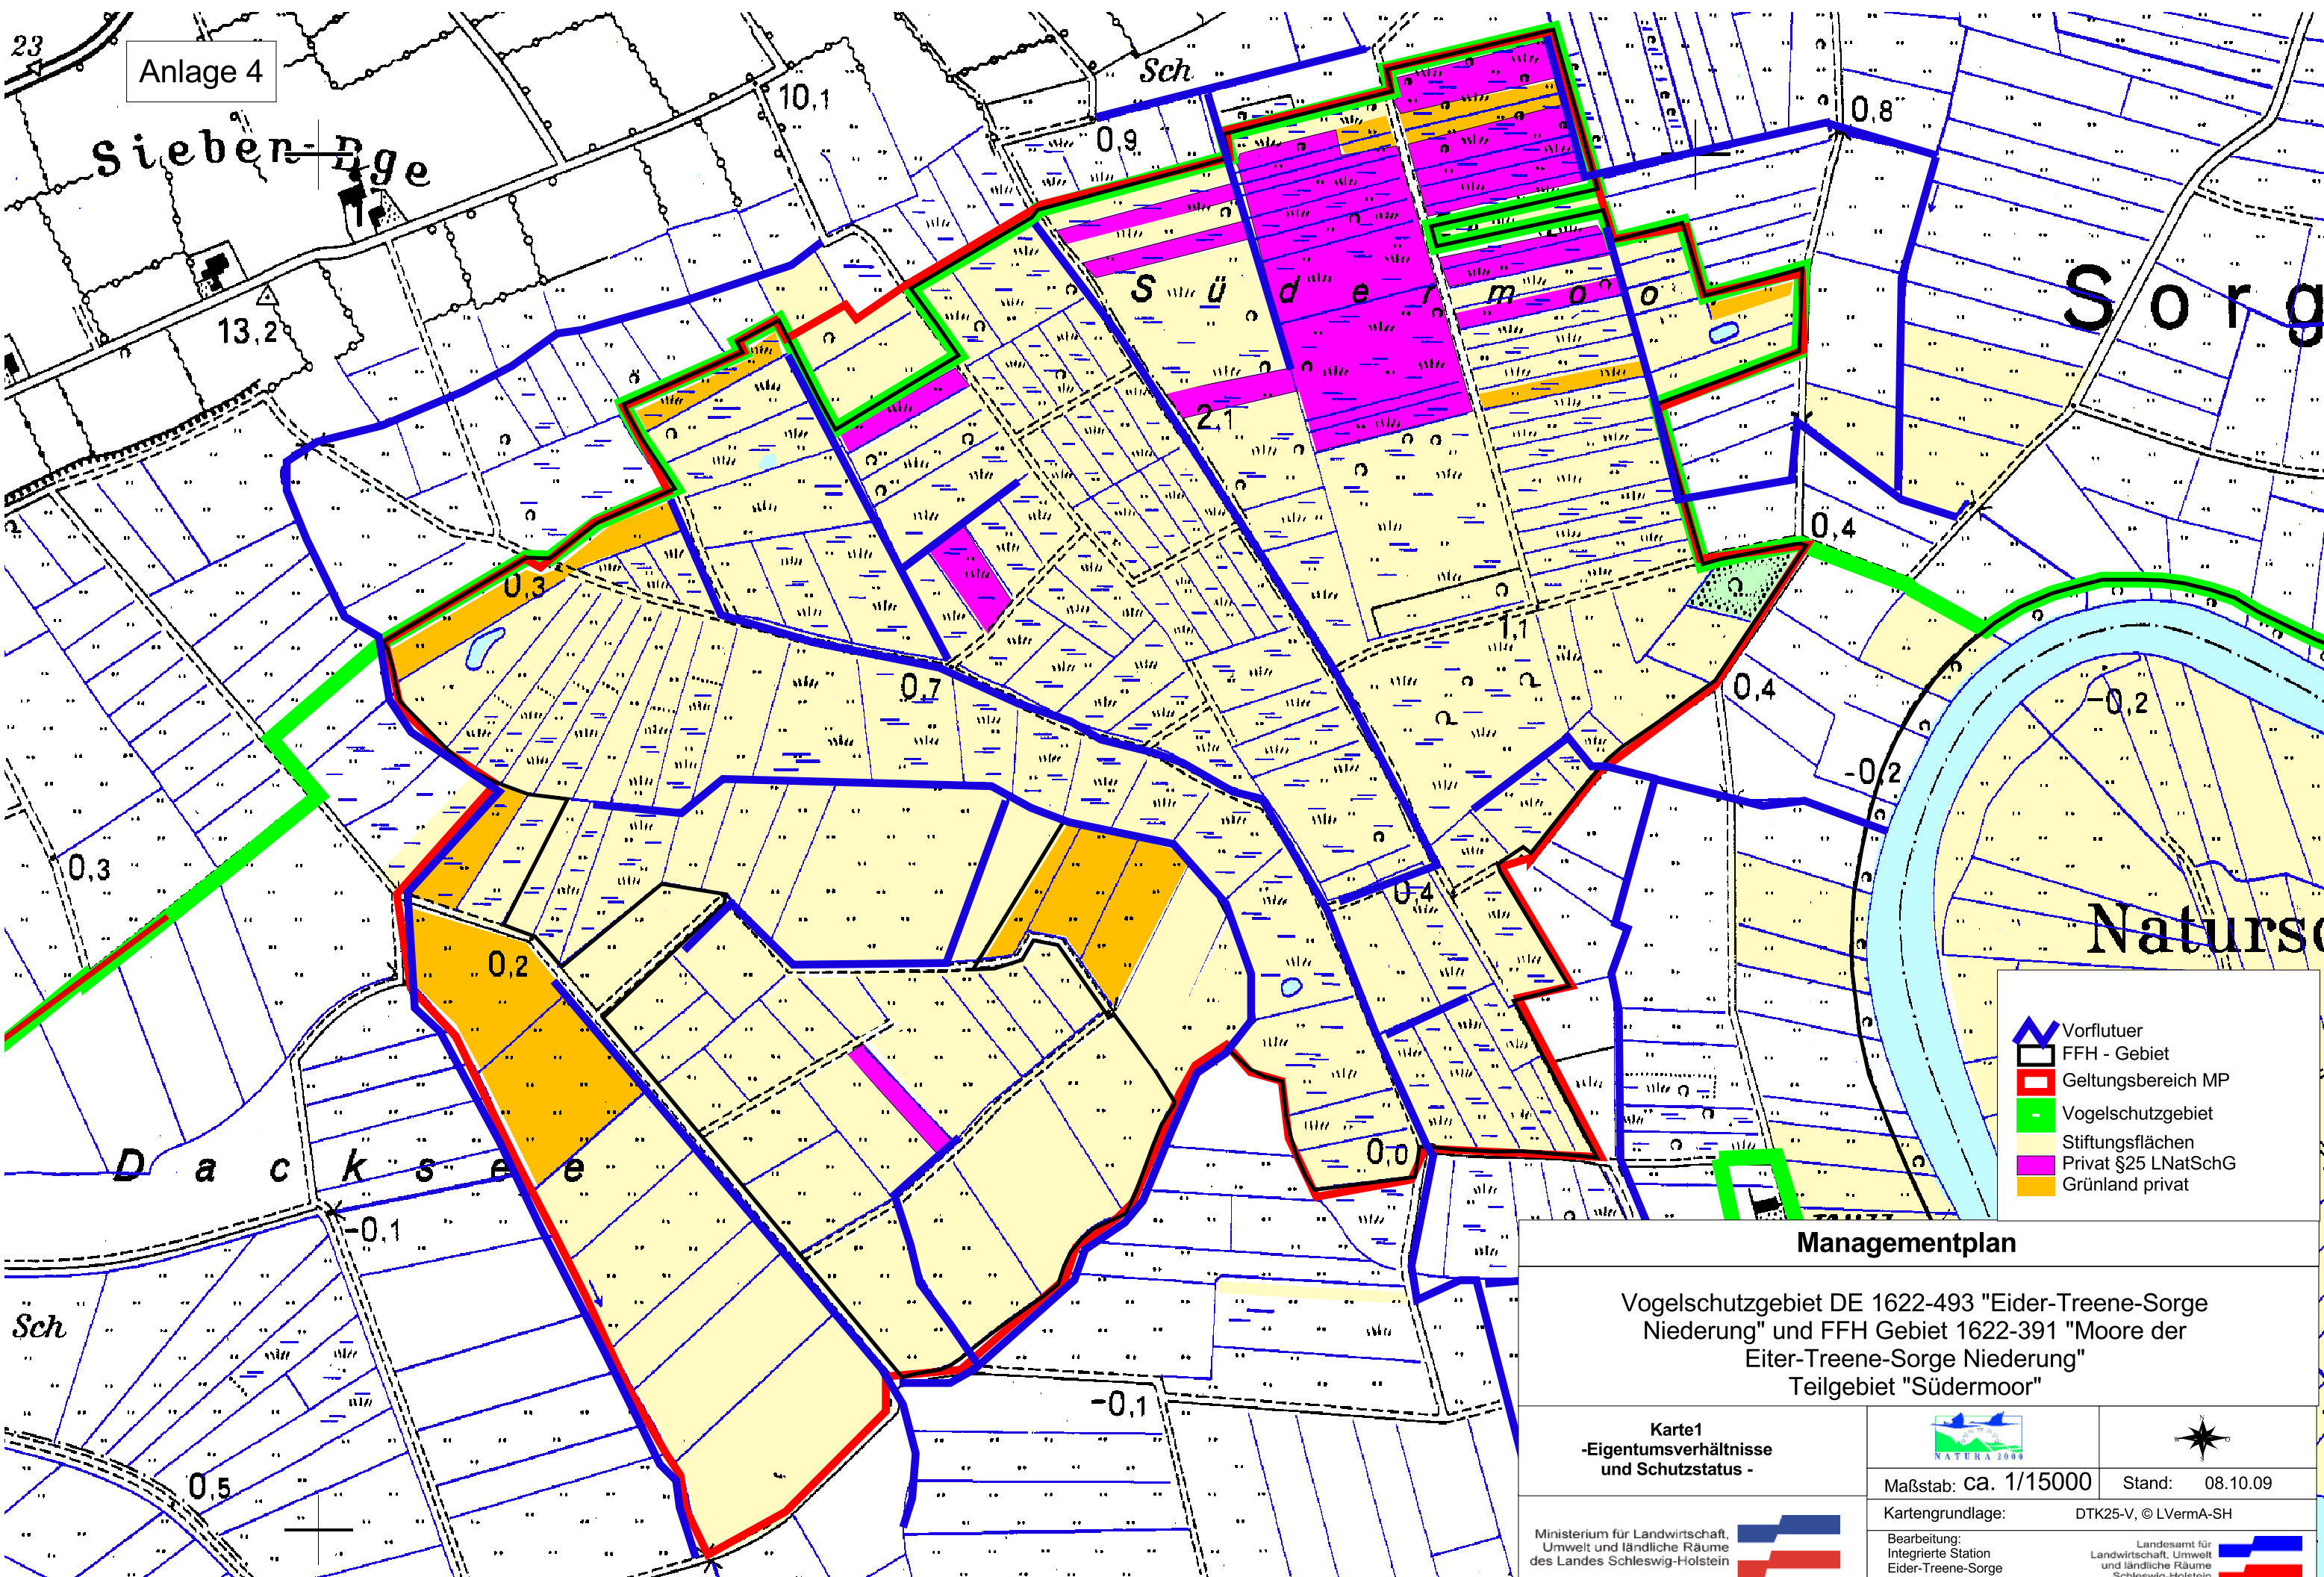 23
Anlage 4
Sieben-Ege
13,2
10,1
Sch
0,9
0,8
Südermoor
Sorg
2,1
0,4
0,3
1,1
0,7
0,4
-0,2
-0,2
0,3
0,4
0,2
Natursc
Dacksee
0,0
-0,1
Sch
-0,1
0,5
Vorflutuer
FFH - Gebiet
Geltungsbereich MP
Vogelschutzgebiet
Stiftungsflächen
Privat §25 LNatSchG
Grünland privat
Managementplan
Vogelschutzgebiet DE 1622-493 "Eider-Treene-Sorge
Niederung" und FFH Gebiet 1622-391 "Moore der
Eiter-Treene-Sorge Niederung"
Teilgebiet "Südermoor"
Karte1
-Eigentumsverhältnisse
und Schutzstatus -
NATURA 2000
Maßstab: ca. 1/15000
Stand: 08.10.09
Kartengrundlage: DTK25-V, © LVermA-SH
Ministerium für Landwirtschaft,
Umwelt und ländliche Räume
des Landes Schleswig-Holstein
Bearbeitung:
Integrierte Station
Eider-Treene-Sorge
Landesamt für
Landwirtschaft, Umwelt
und ländliche Räume
Schleswig-Holstein